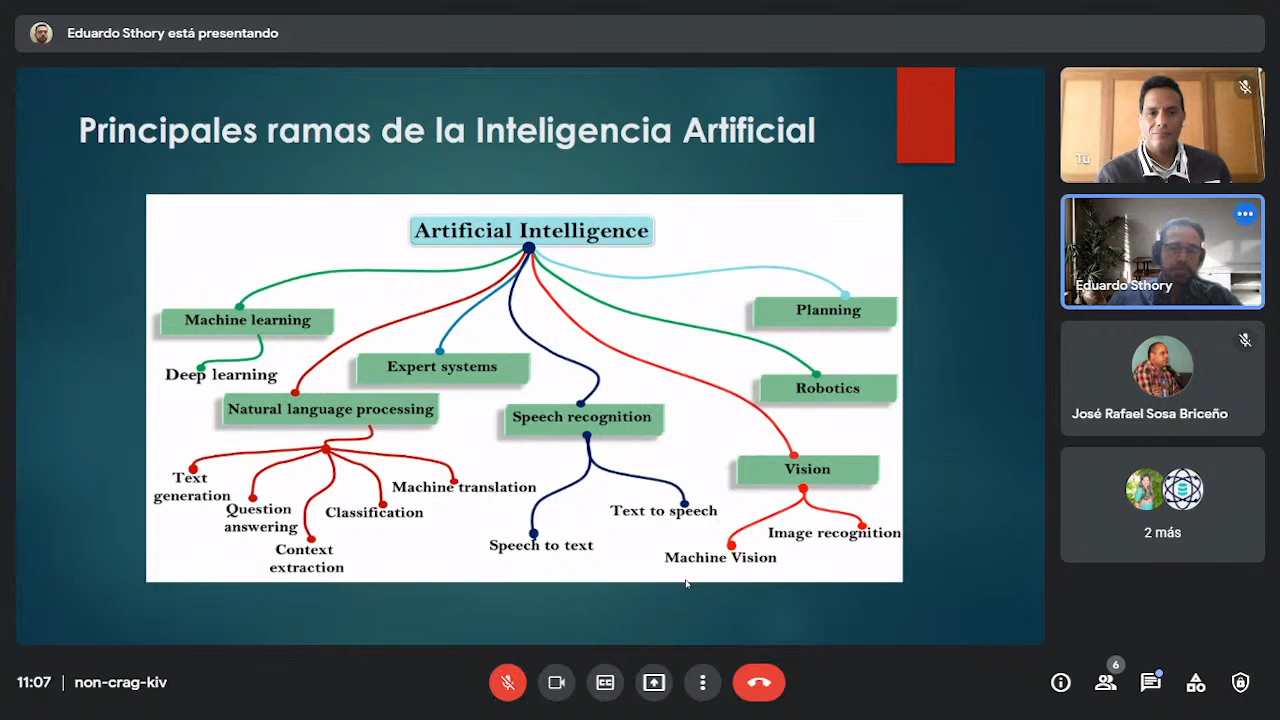 Eduardo Sthory está presentando
Principales ramas de la Inteligencia Artificial
Artificial Intelligence
Machine learning
Deep learning
Natural language processing
Text
generation
Question
answering
Context
extraction
Classification
Machine translation
Expert systems
Speech recognition
Speech to text
Text to speech
Planning
Robotics
Vision
Machine Vision
Image recognition
Tú
Eduardo Sthory
José Rafael Sosa Briceño
2 más
11:07 | non-crag-kiv
CC
6